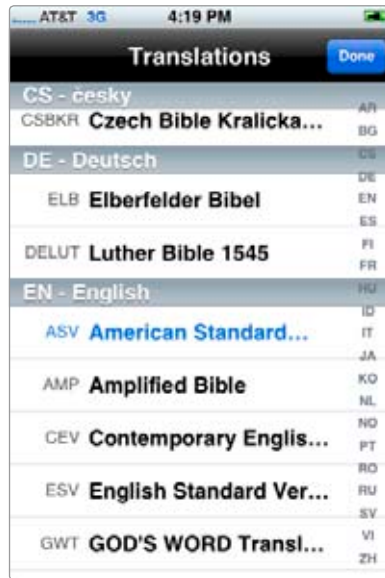 AT&T 3G 4:19 PM
Translations Done
CS - česky
CSBKR Czech Bible Kralicka...
DE - Deutsch
ELB Elberfelder Bibel
DELUT Luther Bible 1545
EN - English
ASV American Standard...
AMP Amplified Bible
CEV Contemporary Englis...
ESV English Standard Ver...
GWT GOD'S WORD Transl...
AR
BG
CS
DE
EN
ES
FI
FR
HU
ID
IT
JA
KO
NL
NO
PT
RO
RU
SV
VI
ZH